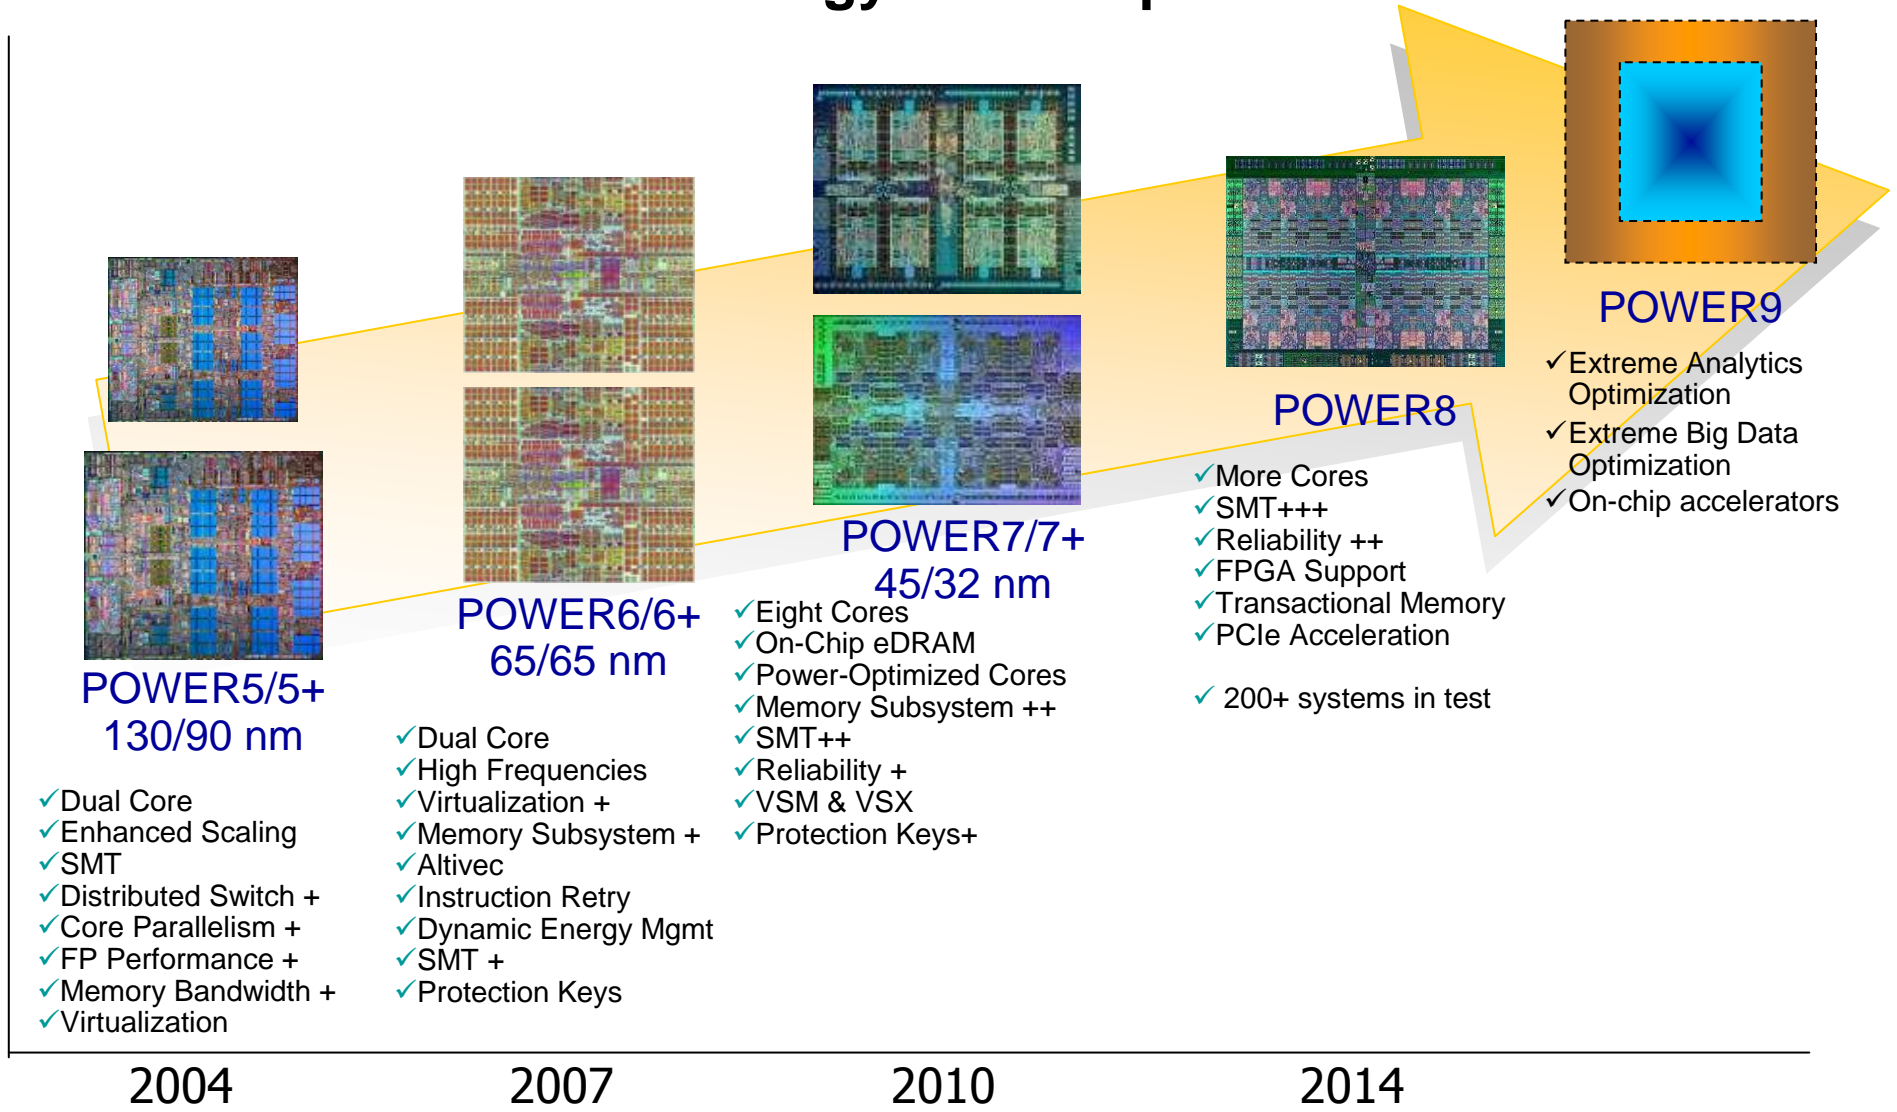 POWER5/5+
130/90 nm
✓Dual Core
✓Enhanced Scaling
✓SMT
✓Distributed Switch +
✓Core Parallelism +
✓FP Performance +
✓Memory Bandwidth +
✓Virtualization
2004
POWER6/6+
65/65 nm
✓Dual Core
✓High Frequencies
✓Virtualization +
✓Memory Subsystem +
✓Altivec
✓Instruction Retry
✓Dynamic Energy Mgmt
✓SMT +
✓Protection Keys
2007
POWER7/7+
45/32 nm
✓Eight Cores
✓On-Chip eDRAM
✓Power-Optimized Cores
✓Memory Subsystem ++
✓SMT++
✓Reliability +
✓VSM & VSX
✓Protection Keys+
2010
POWER8
✓More Cores
✓SMT+++
✓Reliability ++
✓FPGA Support
✓Transactional Memory
✓PCIe Acceleration
✓ 200+ systems in test
2014
POWER9
✓Extreme Analytics
Optimization
✓Extreme Big Data
Optimization
✓On-chip accelerators